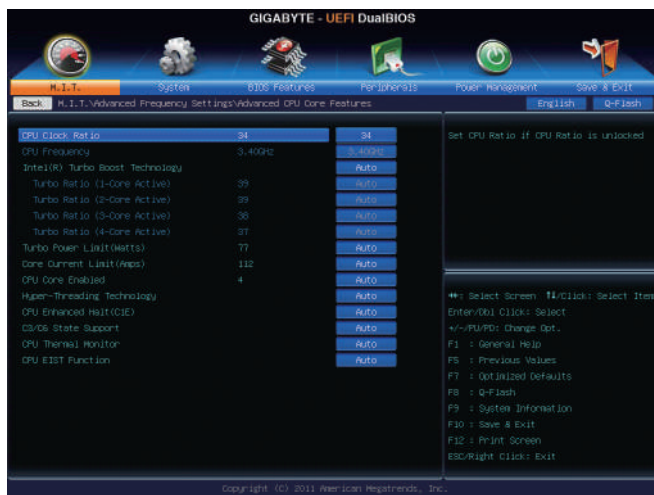 GIGABYTE - UEFI DualBIOS
M.I.T. System BIOS Features Peripherals Power Management Save & Exit
Back M.I.T.\Advanced Frequency Settings\Advanced CPU Core Features English Q-Flash
CPU Clock Ratio 34 34
CPU Frequency 3.40GHz 3.40GHz
Intel(R) Turbo Boost Technology Auto
Turbo Ratio (1-Core Active) 39 Auto
Turbo Ratio (2-Core Active) 39 Auto
Turbo Ratio (3-Core Active) 38 Auto
Turbo Ratio (4-Core Active) 37 Auto
Turbo Power Limit(Watts) 77 Auto
Core Current Limit(Amps) 112 Auto
CPU Core Enabled 4 Auto
Hyper-Threading Technology Auto
CPU Enhanced Halt(C1E) Auto
C3/C6 State Support Auto
CPU Thermal Monitor Auto
CPU EIST Function Auto
Set CPU Ratio if CPU Ratio is unlocked
↔: Select Screen ↑↓/Click: Select Item
Enter/Dbl Click: Select
+/-/PU/PD: Change Opt.
F1 : General Help
F5 : Previous Values
F7 : Optimized Defaults
F8 : Q-Flash
F9 : System Information
F10 : Save & Exit
F12 : Print Screen
ESC/Right Click: Exit
Copyright (C) 2011 American Megatrends, Inc.